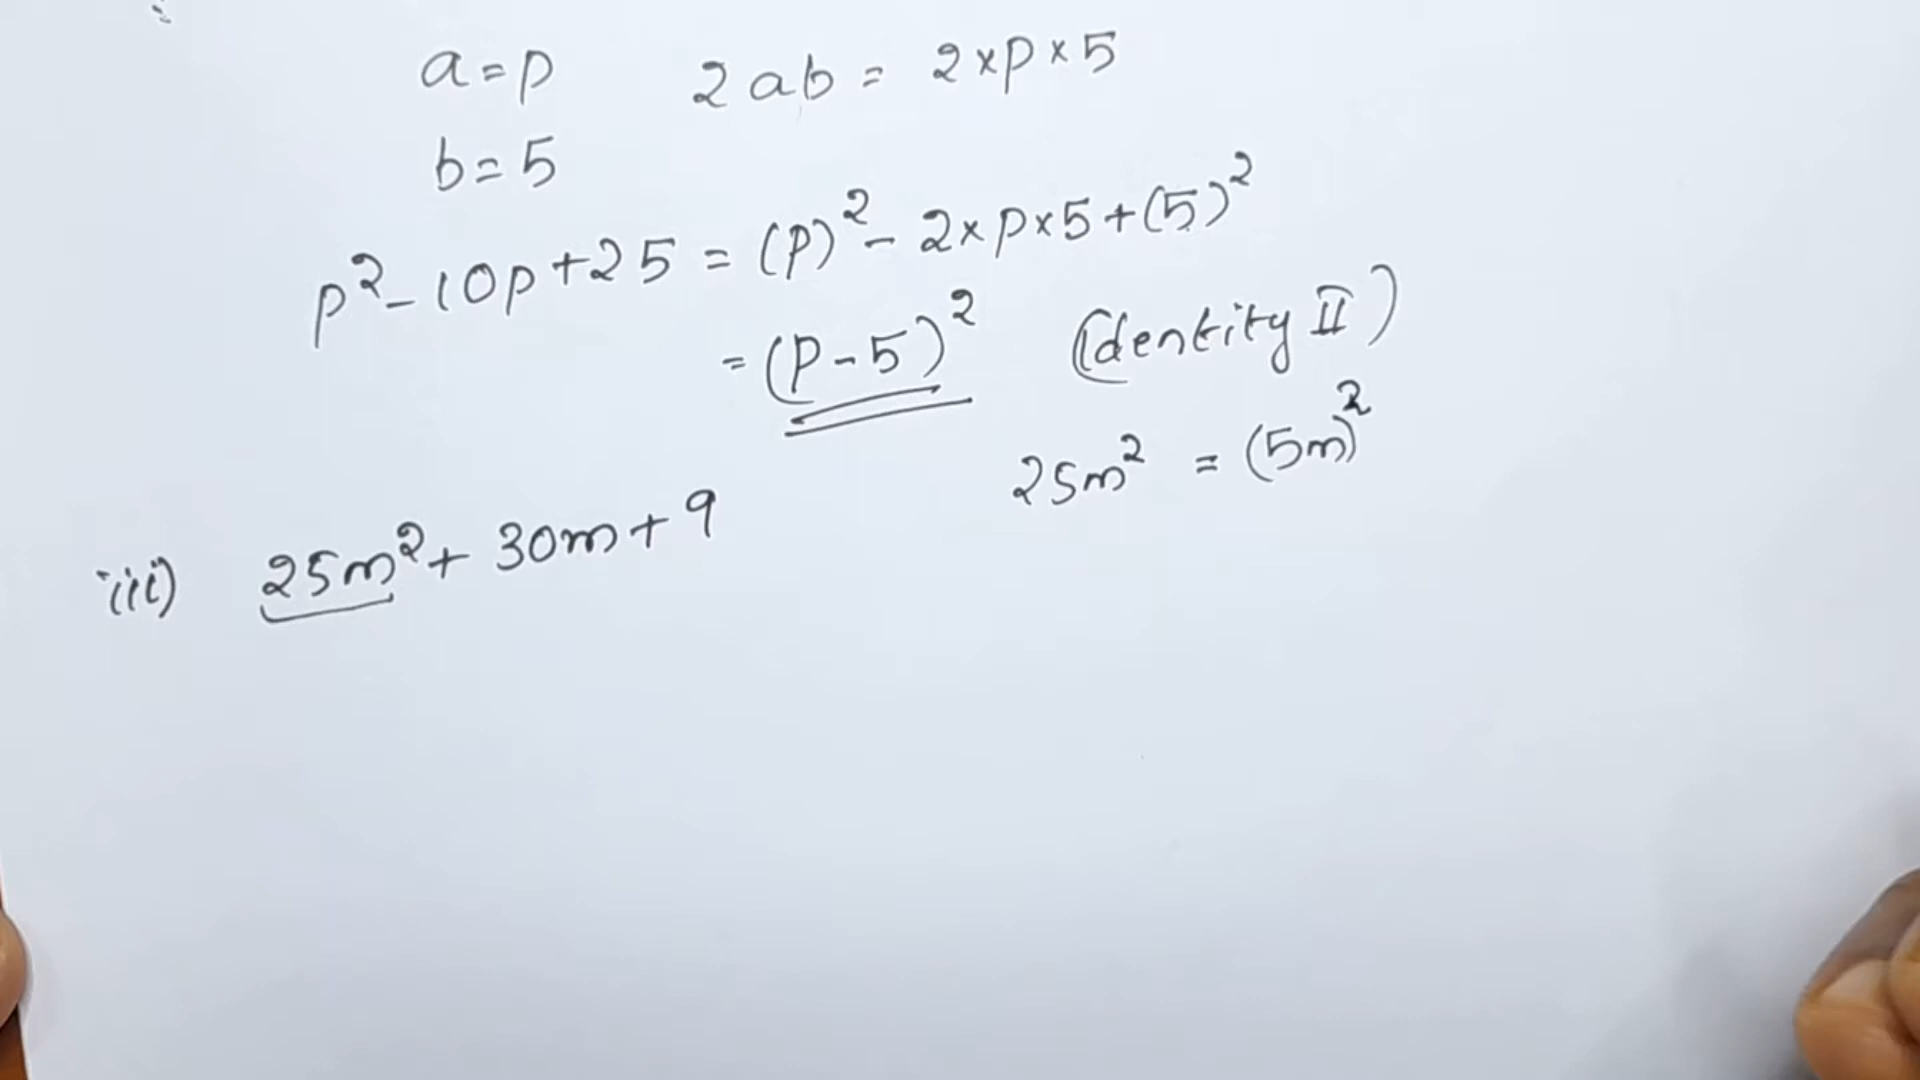 a=p 2ab = 2×p×5
b=5
p²-10p+25 = (p)²- 2×p×5+(5)²
=(p-5)² (Identity II)
25m² = (5m)²
iii) 25m²+ 30m+9